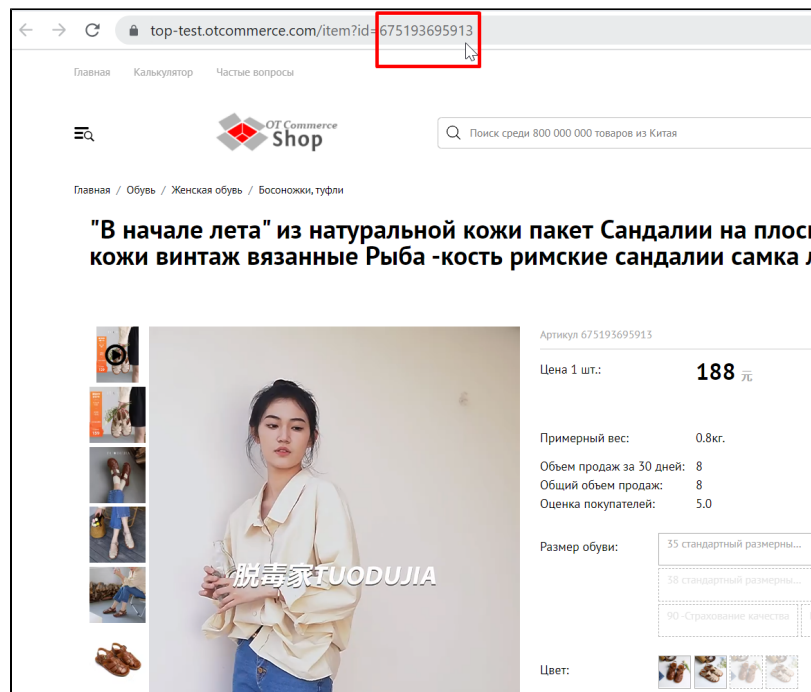 top-test.otcommerce.com/item?id=675193695913
Главная Калькулятор Частые вопросы
OT Commerce
Shop
Поиск среди 800 000 000 товаров из Китая
Главная / Обувь / Женская обувь / Босоножки, туфли
"В начале лета" из натуральной кожи пакет Сандалии на плоск
кожи винтаж вязанные Рыба -кость римские сандалии самка л
Артикул 675193695913
Цена 1 шт.: 188 元
Примерный вес: 0.8кг.
Объем продаж за 30 дней: 8
Общий объем продаж: 8
Оценка покупателей: 5.0
Размер обуви: 35 стандартный размерны...
38 стандартный размерны...
90 -Страхование качества
脱毒家TUODUJIA
Цвет: